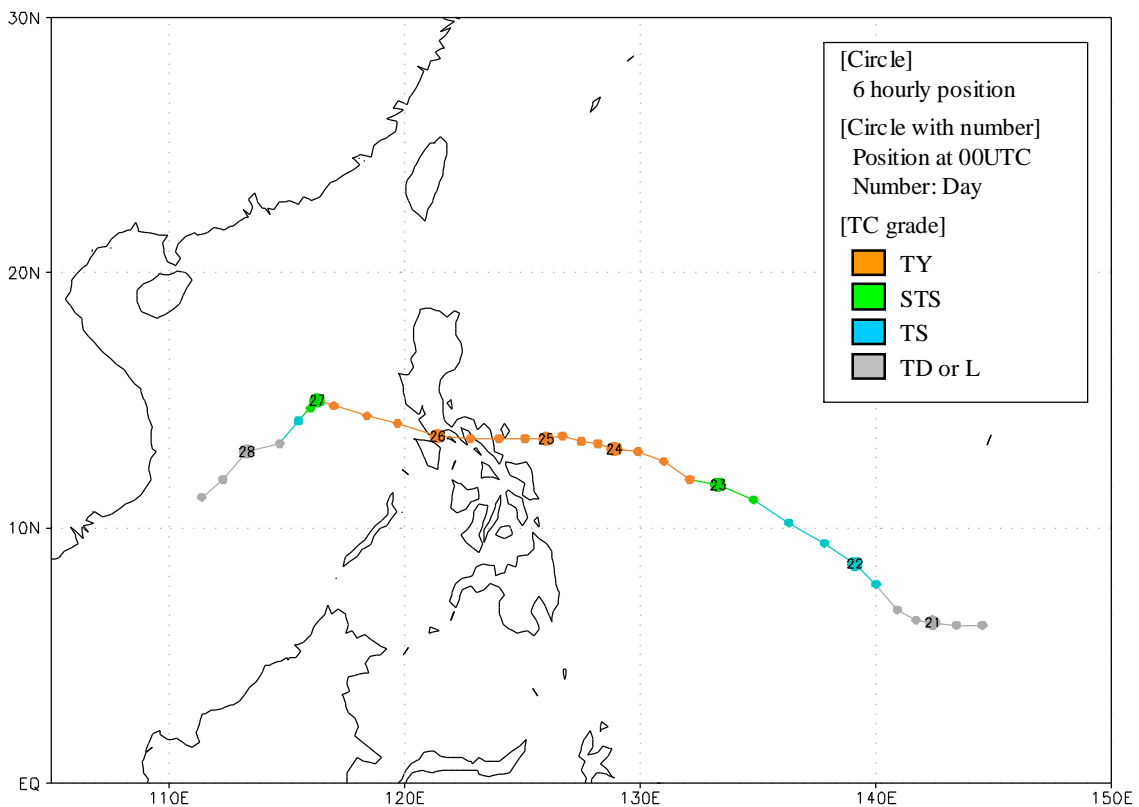 30N
[Circle]
6 hourly position
[Circle with number]
Position at 00UTC
Number: Day
[TC grade]
TY
STS
TS
TD or L
20N
27
26
25
24
28
23
10N
22
21
EQ
110E 120E 130E 140E 150E